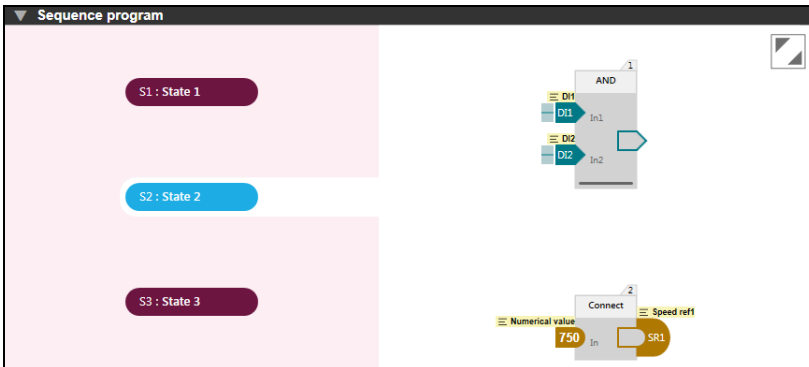 Sequence program
S1 : State 1
S2 : State 2
S3 : State 3
1
AND
DI1
DI1
In1
DI2
DI2
In2
2
Connect
Speed ref1
Numerical value
750
In
SR1